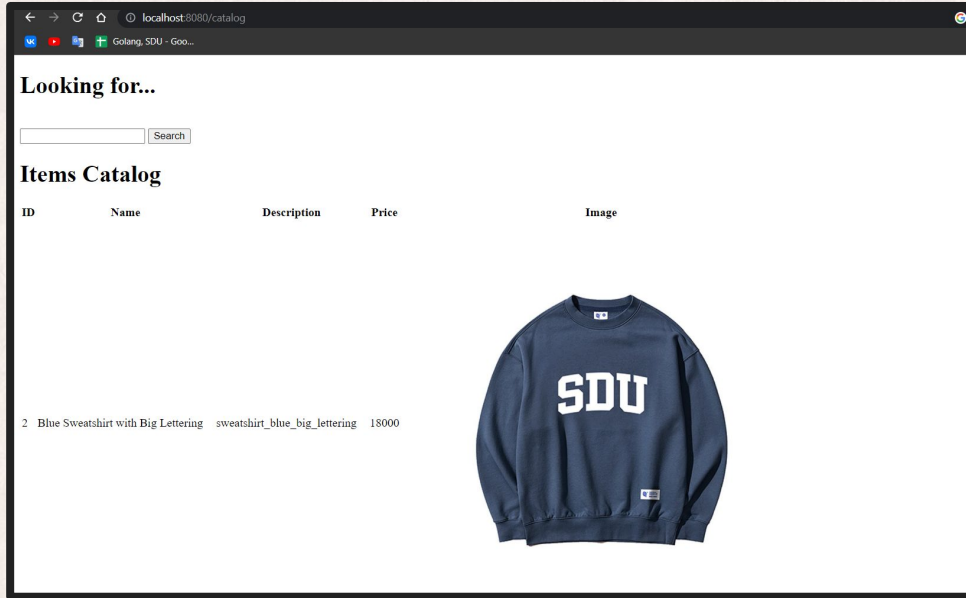 localhost:8080/catalog
Golang, SDU - Goo...
Looking for...
Search
Items Catalog
ID Name Description Price Image
SDU
2 Blue Sweatshirt with Big Lettering sweatshirt_blue_big_lettering 18000